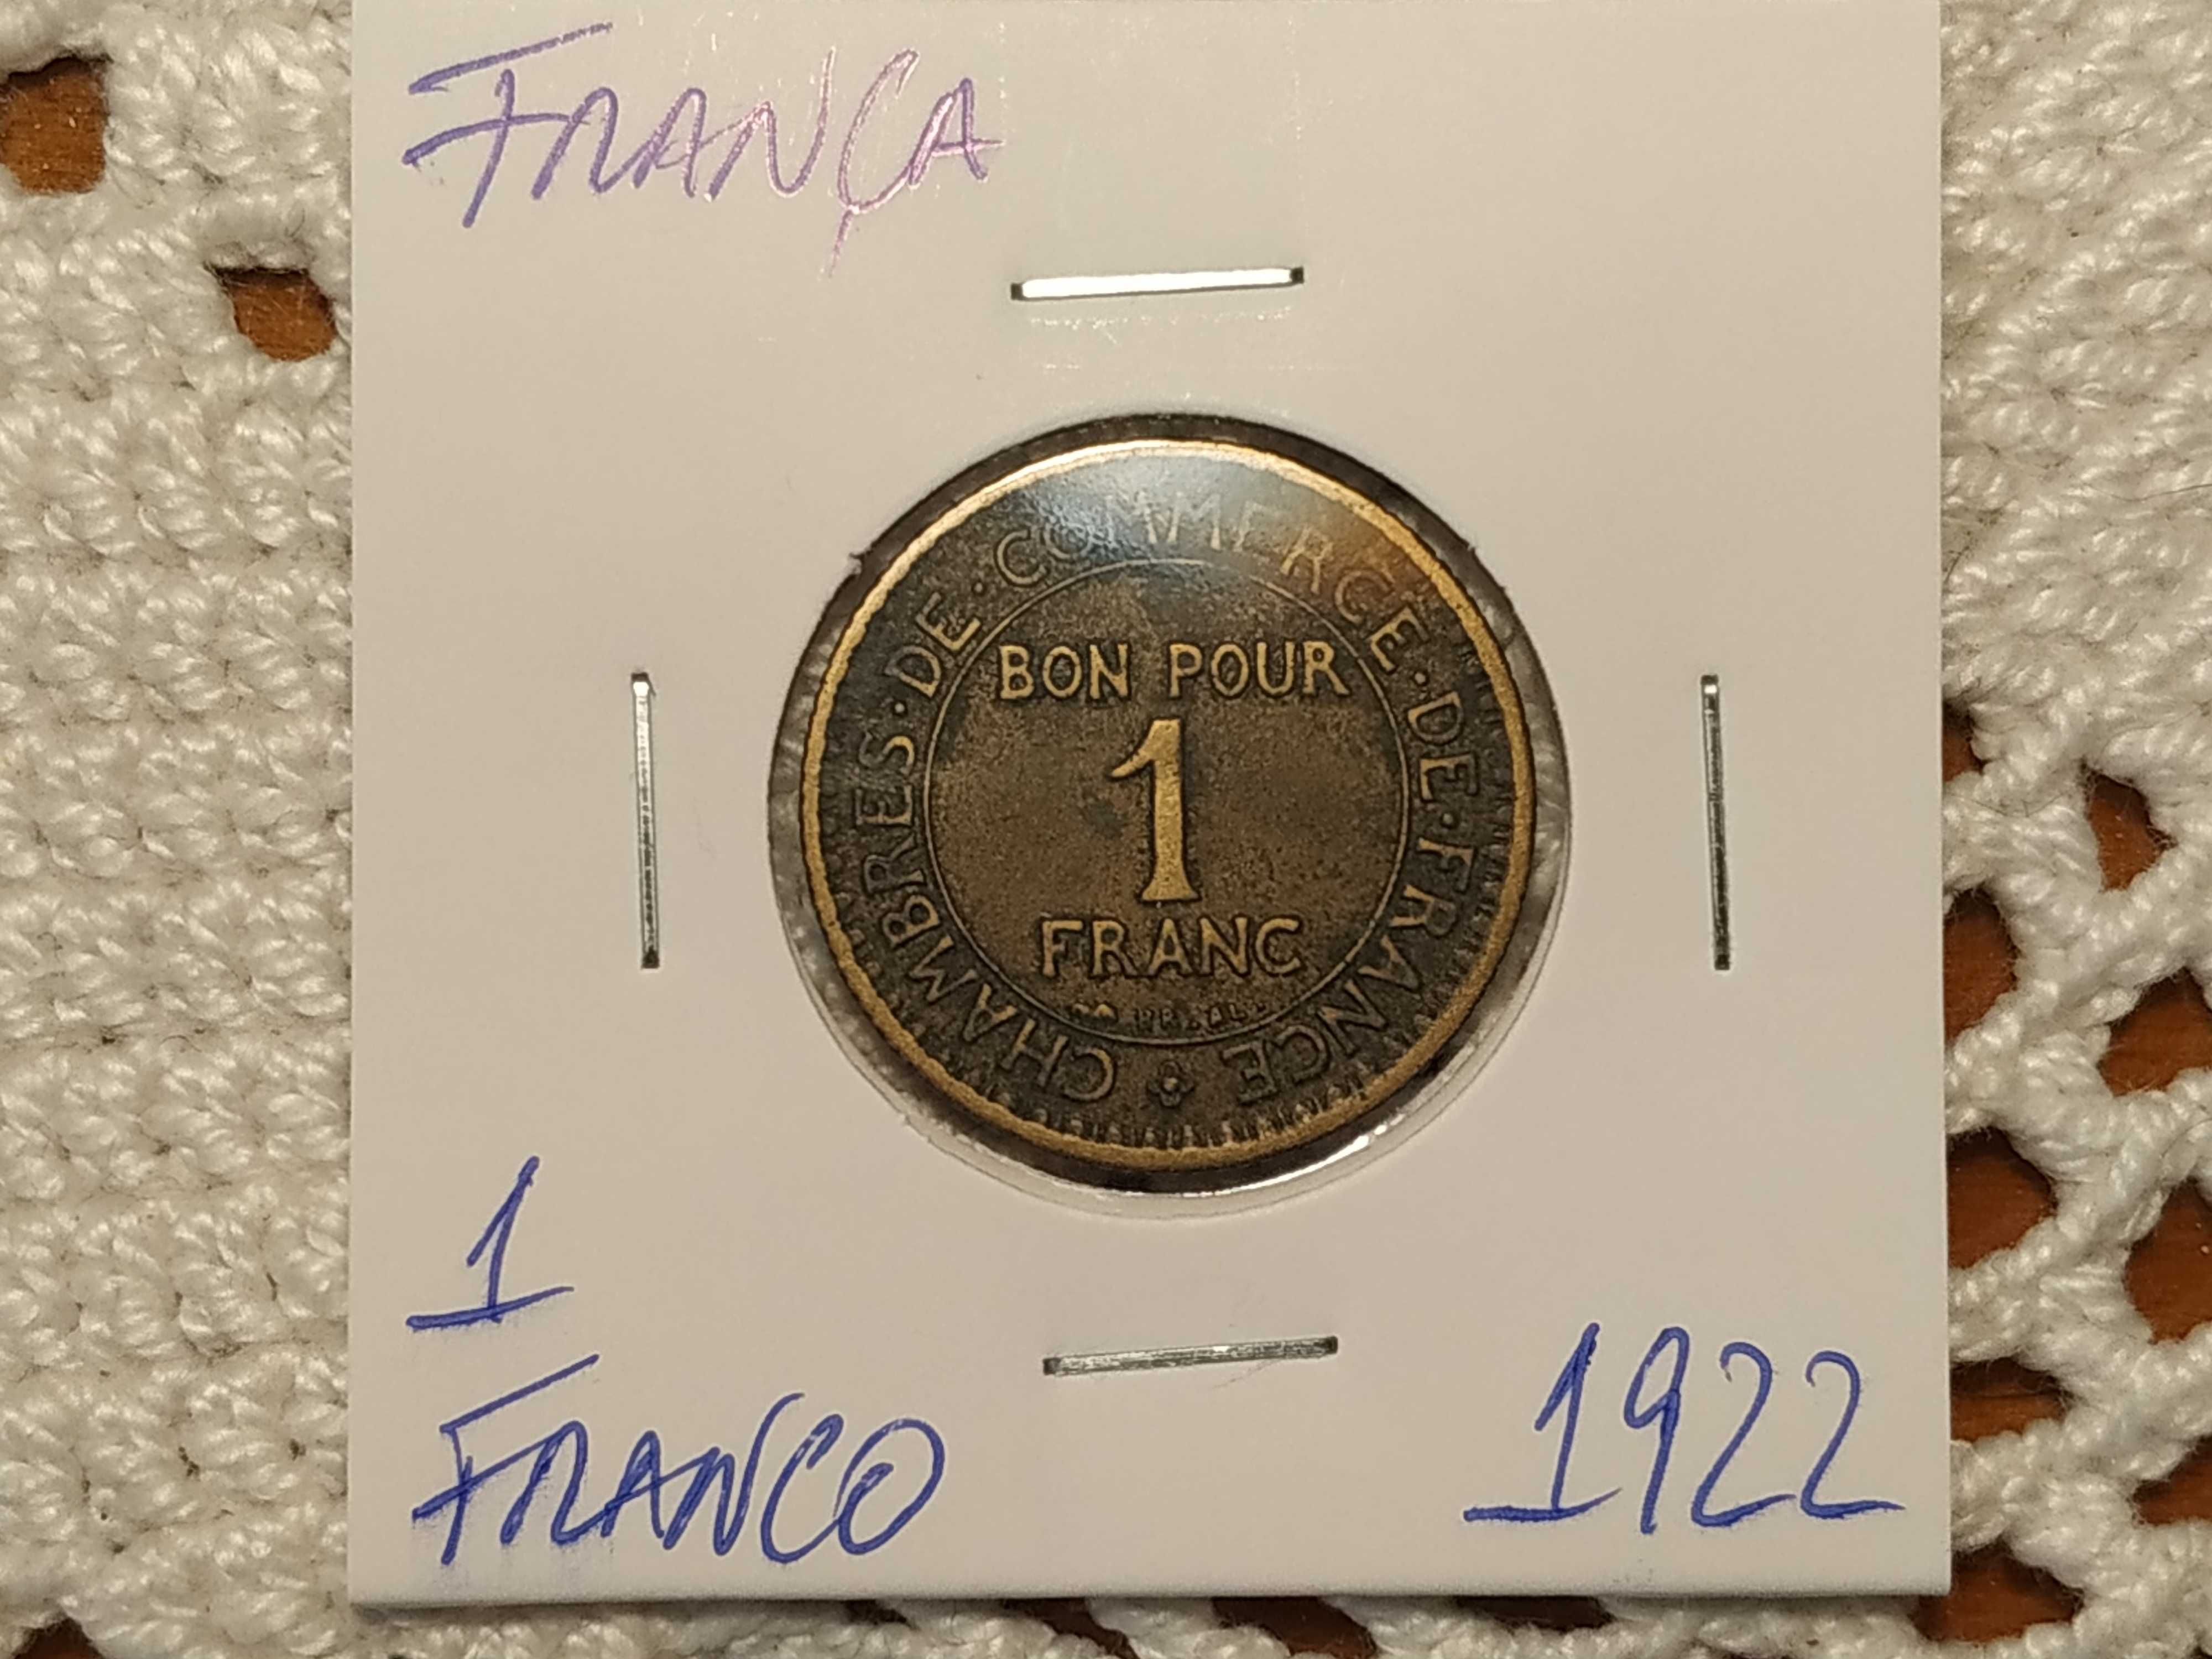 FRANÇA
CHAMBRES · DE · COMMERCE · DE · FRANCE
BON POUR
1
FRANC
1
FRANCO
1922